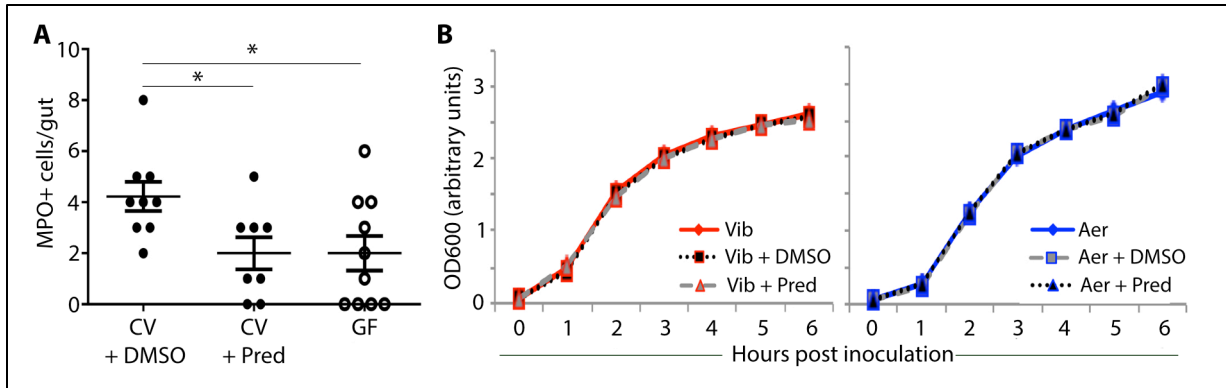 A
10
8
6
4
2
0
MPO+ cells/gut
*
*
CV
+ DMSO
CV
+ Pred
GF
B
OD600 (arbitrary units)
3
2
1
0
Vib
Vib + DMSO
Vib + Pred
0 1 2 3 4 5 6
Aer
Aer + DMSO
Aer + Pred
0 1 2 3 4 5 6
Hours post inoculation